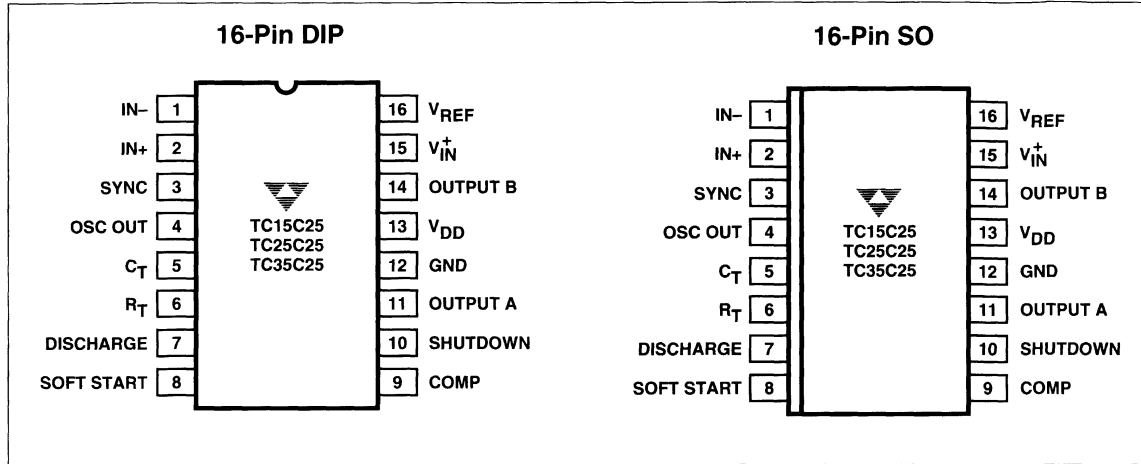 16-Pin DIP
IN– 1
IN+ 2
SYNC 3
OSC OUT 4
CT 5
RT 6
DISCHARGE 7
SOFT START 8
TC15C25
TC25C25
TC35C25
16 VREF
15 V+IN
14 OUTPUT B
13 VDD
12 GND
11 OUTPUT A
10 SHUTDOWN
9 COMP
16-Pin SO
IN– 1
IN+ 2
SYNC 3
OSC OUT 4
CT 5
RT 6
DISCHARGE 7
SOFT START 8
TC15C25
TC25C25
TC35C25
16 VREF
15 V+IN
14 OUTPUT B
13 VDD
12 GND
11 OUTPUT A
10 SHUTDOWN
9 COMP